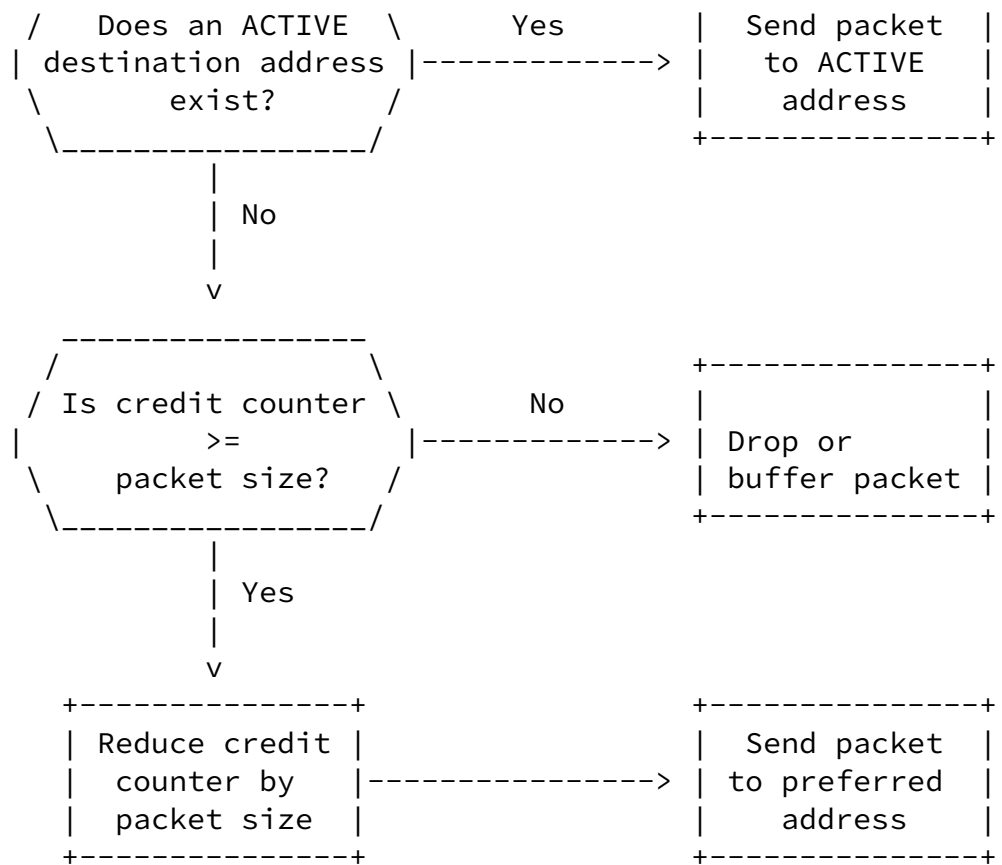 Does an ACTIVE
destination address
exist?
Yes
Send packet
to ACTIVE
address
No
Is credit counter
>=
packet size?
No
Drop or
buffer packet
Yes
Reduce credit
counter by
packet size
Send packet
to preferred
address